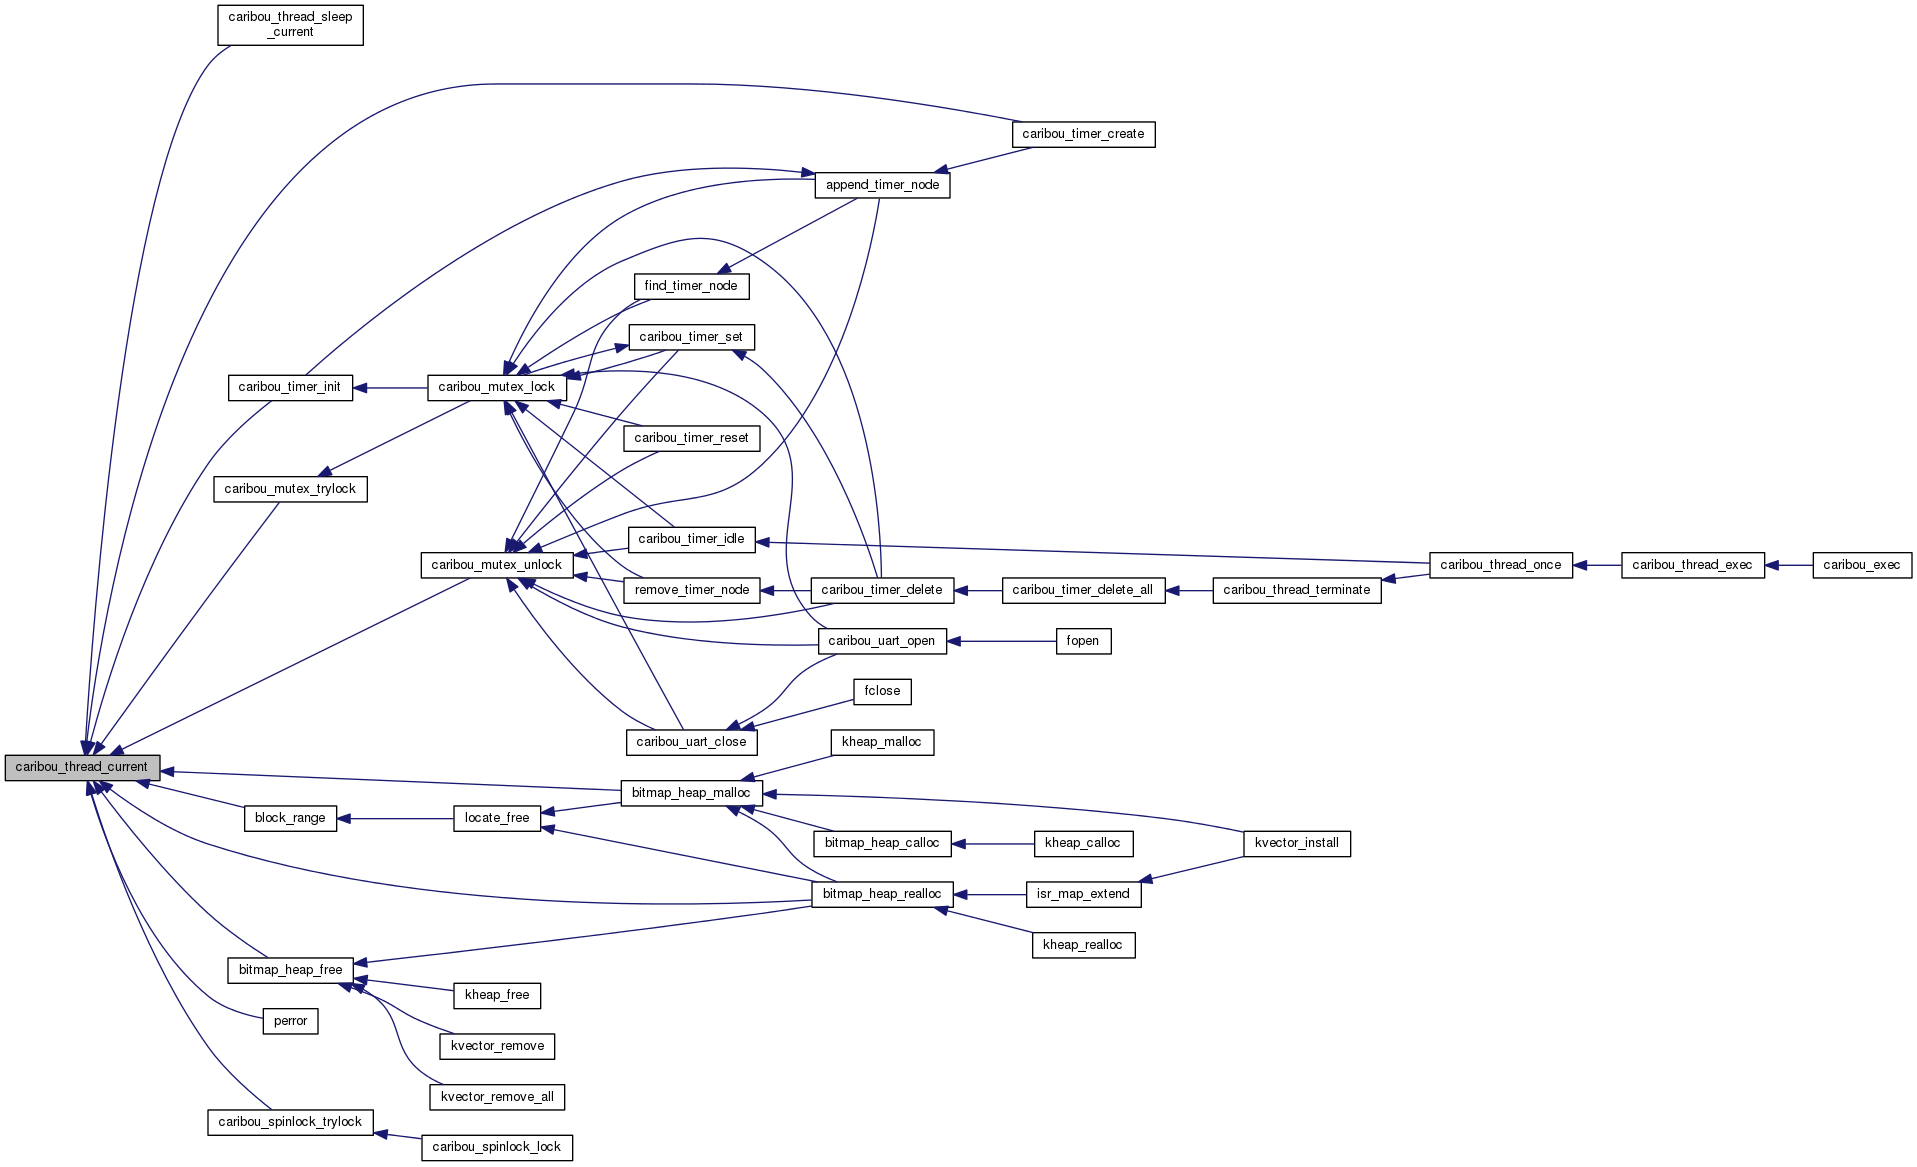 caribou_thread_sleep
_current
caribou_timer_create
append_timer_node
find_timer_node
caribou_timer_set
caribou_timer_init
caribou_mutex_lock
caribou_timer_reset
caribou_mutex_trylock
caribou_timer_idle
caribou_mutex_unlock
caribou_thread_once
caribou_thread_exec
caribou_exec
remove_timer_node
caribou_timer_delete
caribou_timer_delete_all
caribou_thread_terminate
caribou_uart_open
fopen
fclose
caribou_uart_close
kheap_malloc
caribou_thread_current
bitmap_heap_malloc
block_range
locate_free
bitmap_heap_calloc
kheap_calloc
kvector_install
bitmap_heap_realloc
isr_map_extend
kheap_realloc
bitmap_heap_free
kheap_free
perror
kvector_remove
kvector_remove_all
caribou_spinlock_trylock
caribou_spinlock_lock